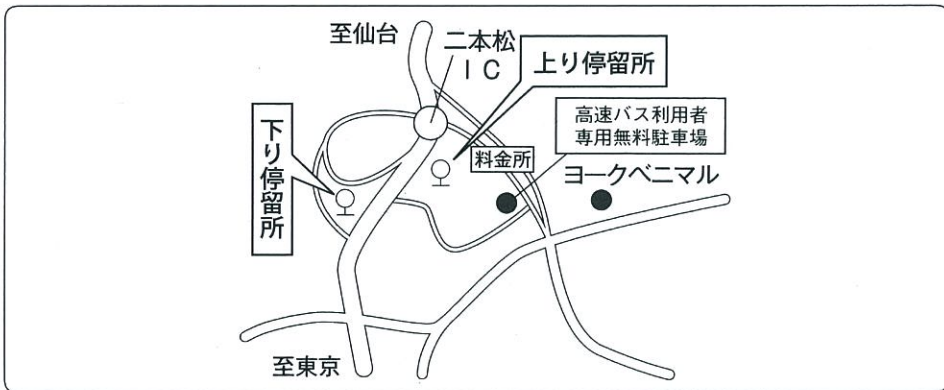 至仙台
二本松
IC
上り停留所
高速バス利用者
専用無料駐車場
下り停留所
料金所
ヨークベニマル
至東京